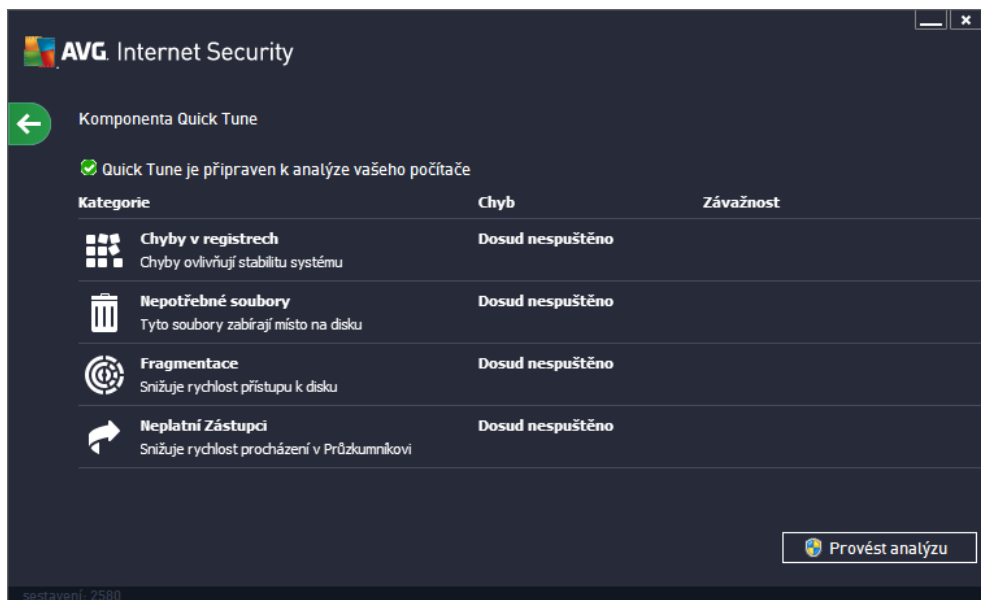 AVG. Internet Security
Komponenta Quick Tune
Quick Tune je připraven k analýze vašeho počítače
Kategorie Chyb Závažnost
Chyby v registrech Dosud nespuštěno
Chyby ovlivňují stabilitu systému
Nepotřebné soubory Dosud nespuštěno
Tyto soubory zabírají místo na disku
Fragmentace Dosud nespuštěno
Snižuje rychlost přístupu k disku
Neplatní Zástupci Dosud nespuštěno
Snižuje rychlost procházení v Průzkumníkovi
Provést analýzu
sestavení: 2580